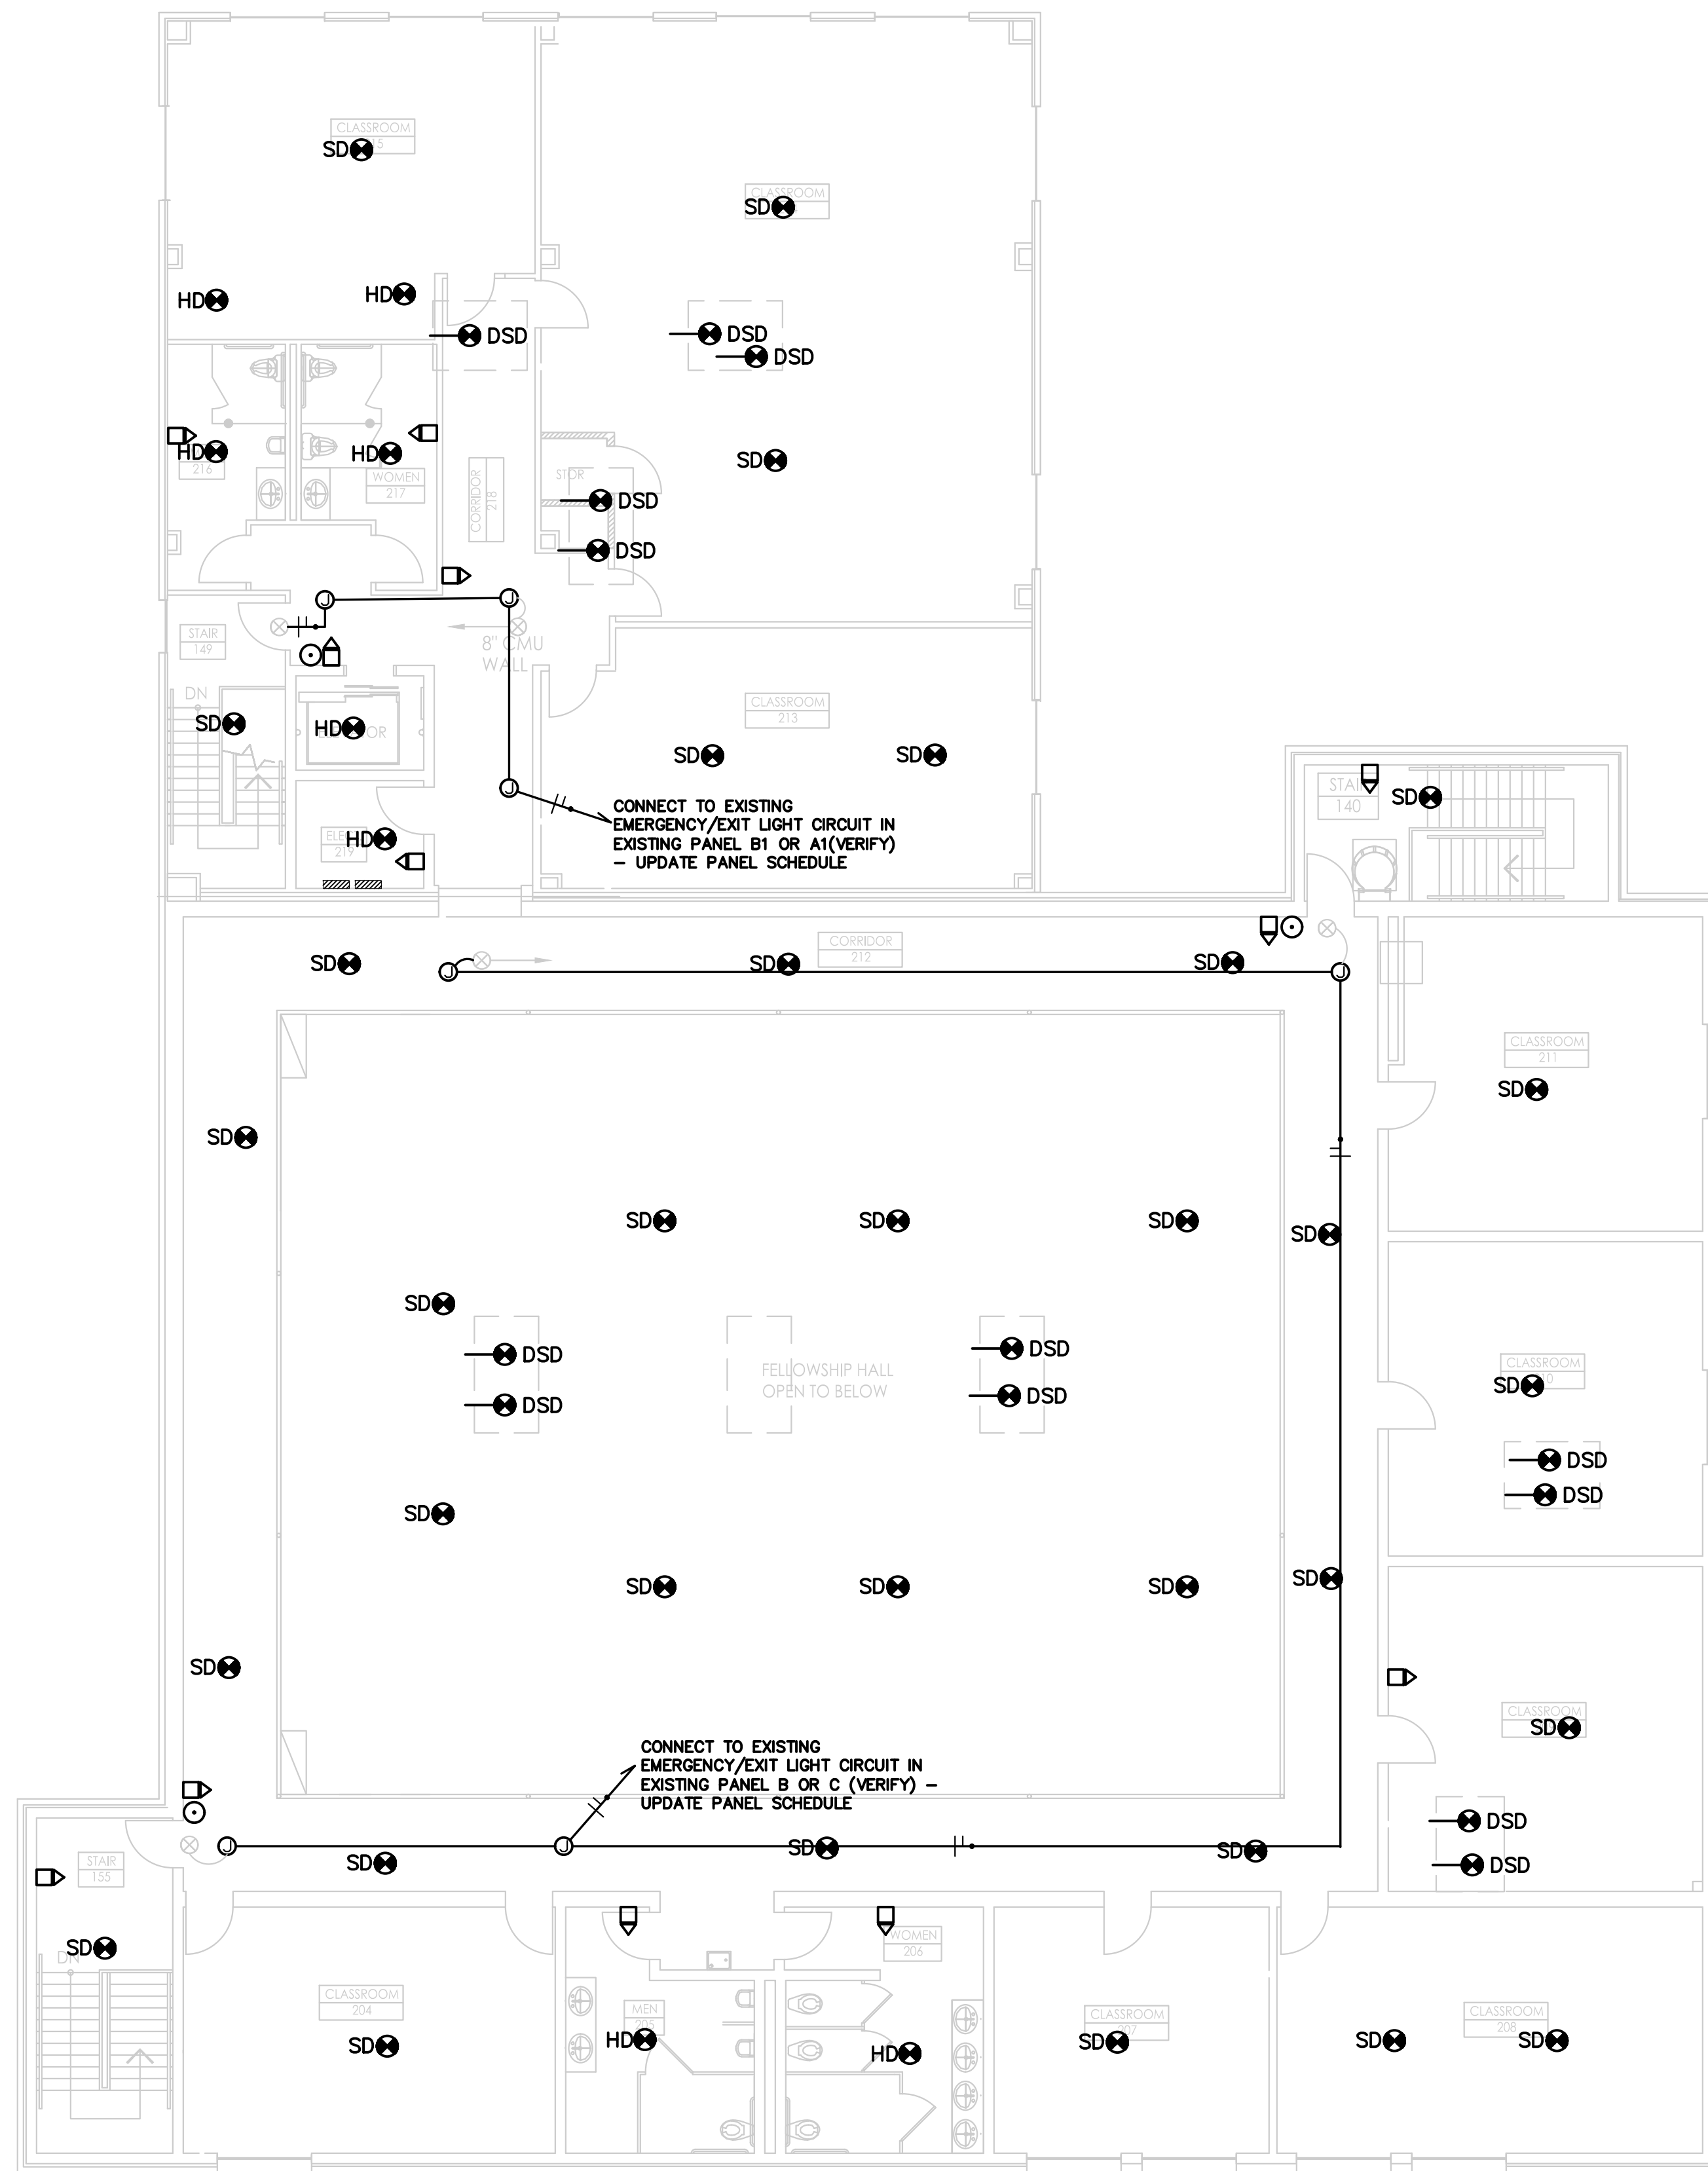 CLASSROOM
SD
CLASSROOM
SD
HD
HD
DSD
DSD
DSD
HD
216
HD
WOMEN
217
CORRIDOR
218
SD
STOR
DSD
DSD
J
J
STAIR
149
8" CMU
WALL
DN
CLASSROOM
213
SD
HD
SD
SD
J
CONNECT TO EXISTING
EMERGENCY/EXIT LIGHT CIRCUIT IN
EXISTING PANEL B1 OR A1(VERIFY)
- UPDATE PANEL SCHEDULE
STAIR
140
SD
HD
219
CORRIDOR
212
SD
J
SD
SD
J
CLASSROOM
211
SD
SD
SD
SD
SD
SD
SD
DSD
DSD
FELLOWSHIP HALL
OPEN TO BELOW
DSD
DSD
CLASSROOM
SD
DSD
DSD
SD
SD
SD
SD
SD
SD
CLASSROOM
SD
CONNECT TO EXISTING
EMERGENCY/EXIT LIGHT CIRCUIT IN
EXISTING PANEL B OR C (VERIFY) -
UPDATE PANEL SCHEDULE
DSD
DSD
J
J
SD
SD
SD
STAIR
155
SD
DN
WOMEN
206
CLASSROOM
204
SD
MEN
205
HD
HD
CLASSROOM
207
SD
CLASSROOM
208
SD
SD